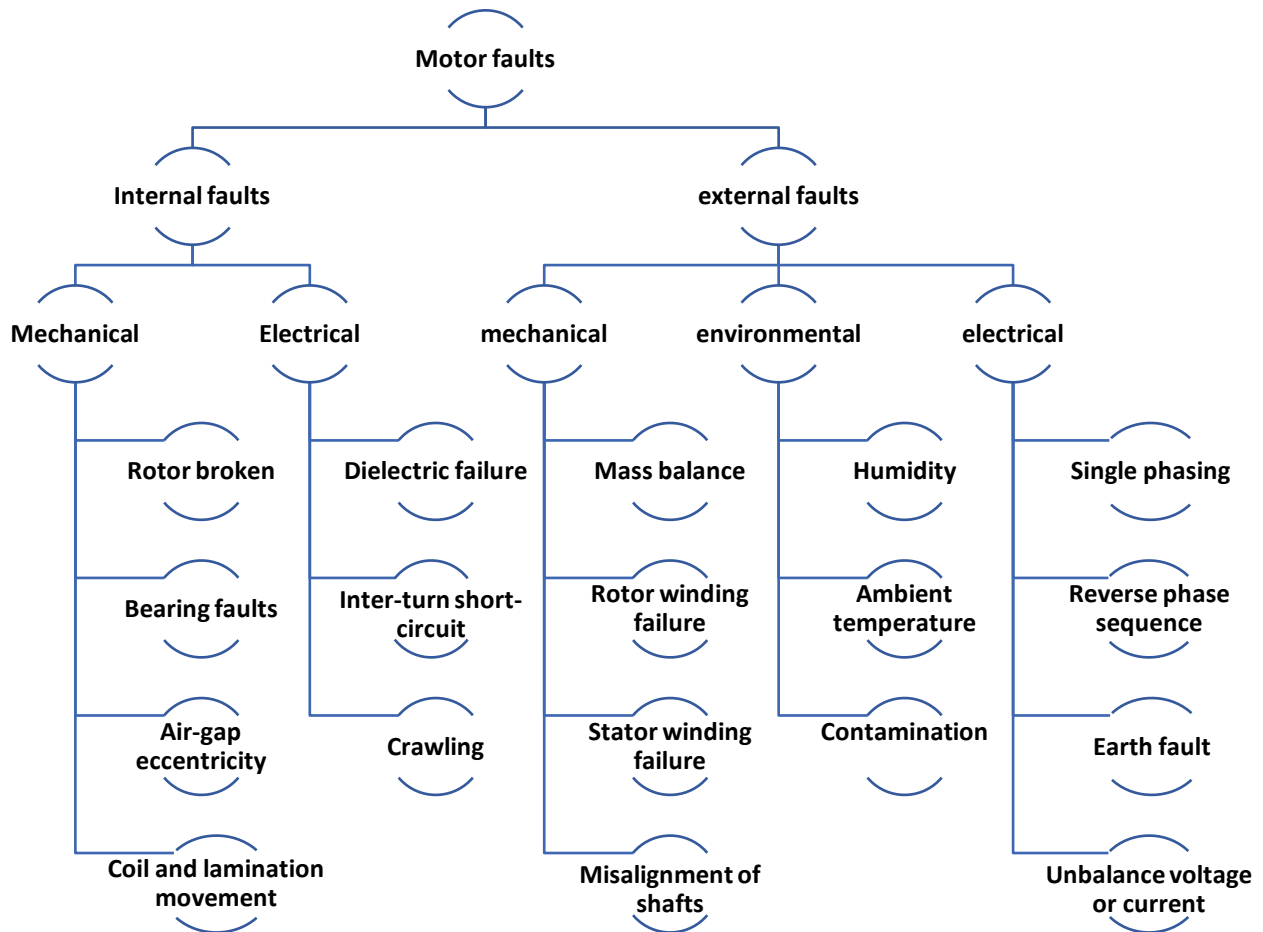 Motor faults
Internal faults
external faults
Mechanical
Electrical
mechanical
environmental
electrical
Rotor broken
Dielectric failure
Mass balance
Humidity
Single phasing
Bearing faults
Inter-turn short-
circuit
Rotor winding
failure
Ambient
temperature
Reverse phase
sequence
Air-gap
eccentricity
Crawling
Stator winding
failure
Contamination
Earth fault
Coil and lamination
movement
Misalignment of
shafts
Unbalance voltage
or current